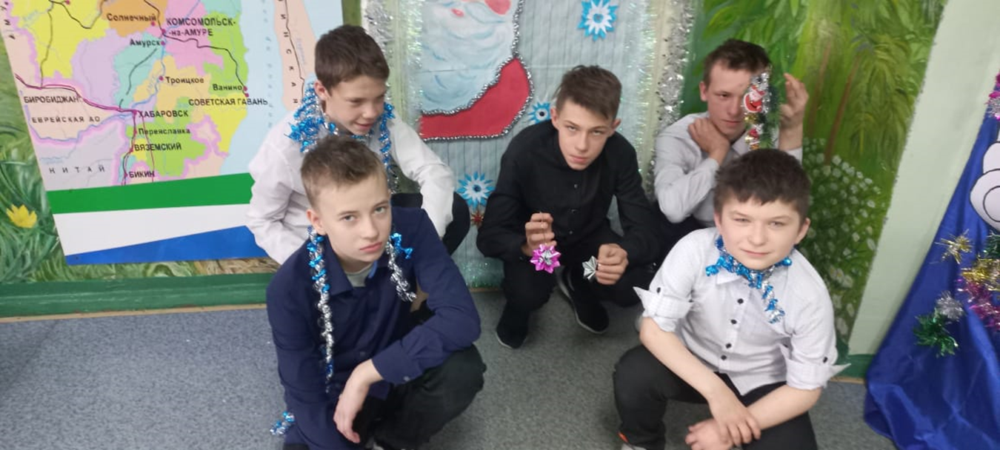 Солнечный
КОМСОМОЛЬСК-
-на-АМУРЕ
Амурск
Троицкое
Ванино
БИРОБИДЖАН
СОВЕТСКАЯ ГАВАНЬ
ЕВРЕЙСКАЯ АО
ХАБАРОВСК
Переяславка
ВЯЗЕМСКИЙ
КИТАЙ
БИКИН